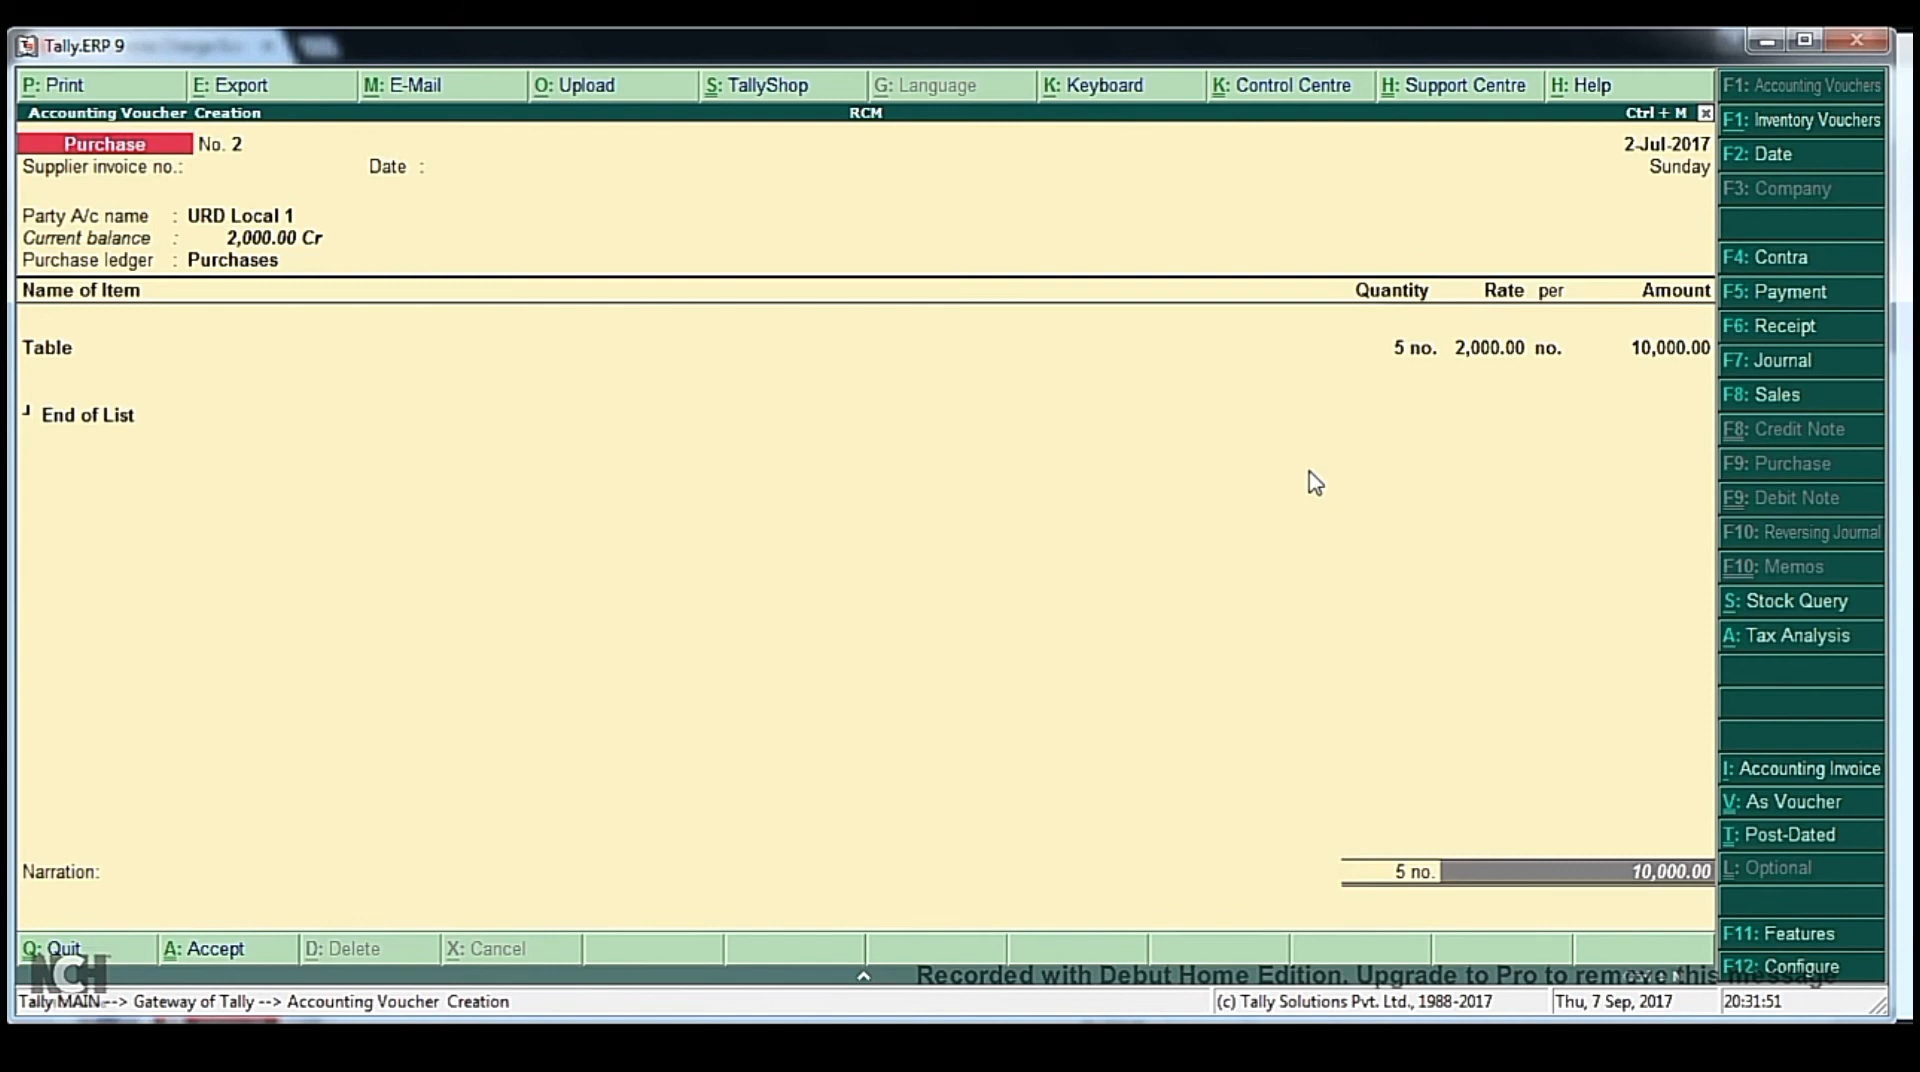 Tally.ERP 9
P: Print E: Export M: E-Mail O: Upload S: TallyShop G: Language K: Keyboard K: Control Centre H: Support Centre H: Help
Accounting Voucher Creation RCM Ctrl + M
Purchase No. 2 2-Jul-2017
Supplier invoice no.: Date : Sunday
Party A/c name : URD Local 1
Current balance : 2,000.00 Cr
Purchase ledger : Purchases
Name of Item Quantity Rate per Amount
Table 5 no. 2,000.00 no. 10,000.00
End of List
Narration: 5 no. 10,000.00
Q: Quit A: Accept D: Delete X: Cancel
NCH
Recorded with Debut Home Edition. Upgrade to Pro to remove this message
Tally MAIN --> Gateway of Tally --> Accounting Voucher Creation (c) Tally Solutions Pvt. Ltd., 1988-2017 Thu, 7 Sep, 2017 20:31:51
F1: Accounting Vouchers
F1: Inventory Vouchers
F2: Date
F3: Company
F4: Contra
F5: Payment
F6: Receipt
F7: Journal
F8: Sales
F8: Credit Note
F9: Purchase
F9: Debit Note
F10: Reversing Journal
F10: Memos
S: Stock Query
A: Tax Analysis
I: Accounting Invoice
V: As Voucher
T: Post-Dated
L: Optional
F11: Features
F12: Configure